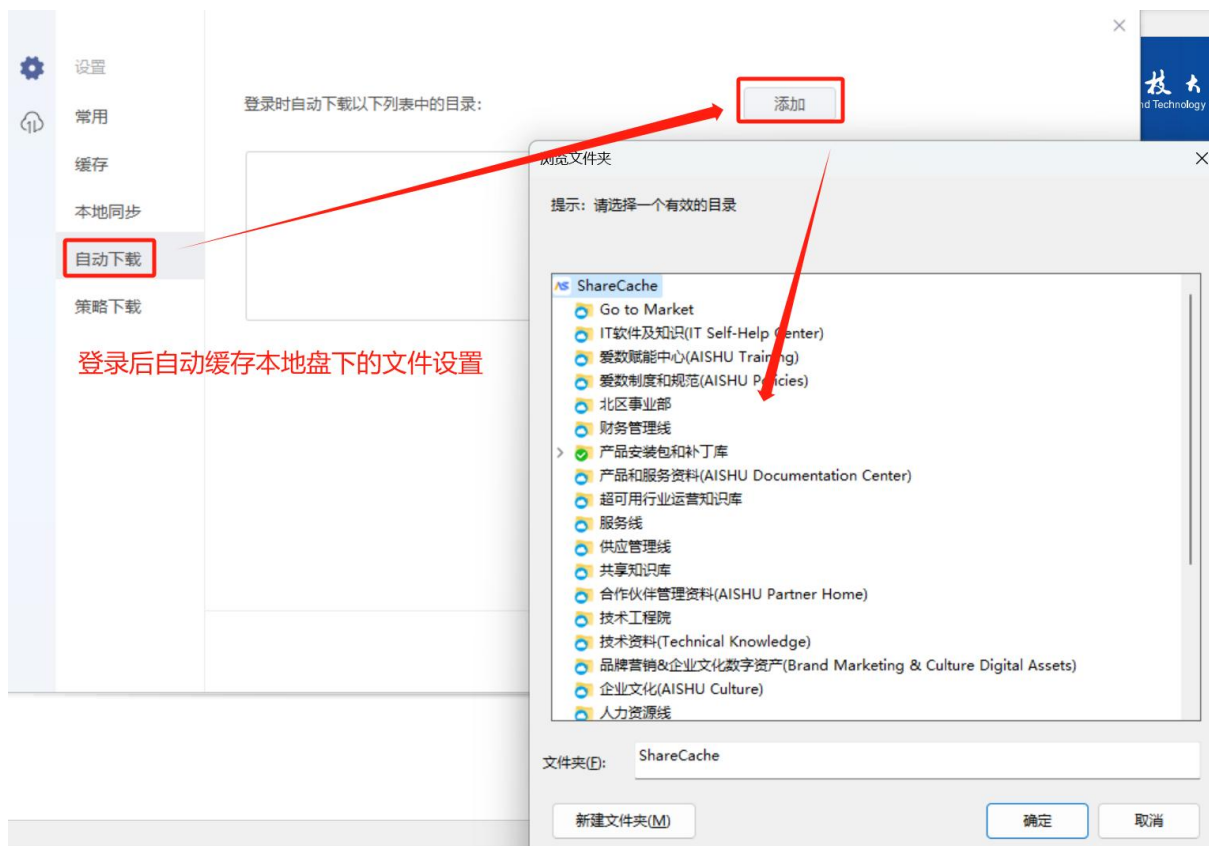 设置
常用
缓存
本地同步
自动下载
策略下载
登录时自动下载以下列表中的目录:
添加
技 大
nd Technology
登录后自动缓存本地盘下的文件设置
浏览文件夹
提示: 请选择一个有效的目录
ShareCache
Go to Market
IT软件及知识(IT Self-Help Center)
爱数赋能中心(AISHU Training)
爱数制度和规范(AISHU Policies)
北区事业部
财务管理线
产品安装包和补丁库
产品和服务资料(AISHU Documentation Center)
超可用行业运营知识库
服务线
供应管理线
共享知识库
合作伙伴管理资料(AISHU Partner Home)
技术工程院
技术资料(Technical Knowledge)
品牌营销&企业文化数字资产(Brand Marketing & Culture Digital Assets)
企业文化(AISHU Culture)
人力资源线
文件夹(F):
ShareCache
新建文件夹(M)
确定
取消